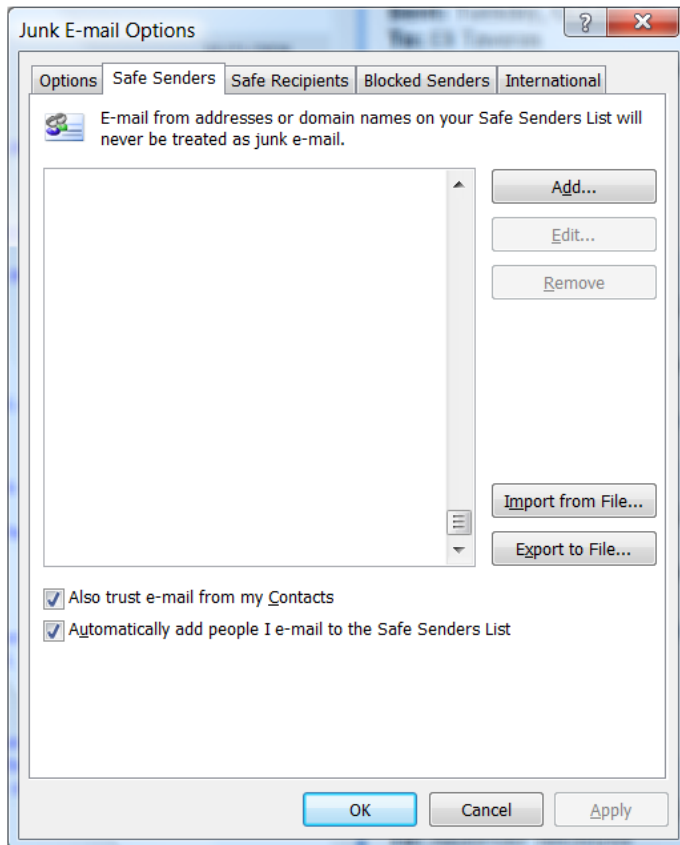 Junk E-mail Options
Options Safe Senders Safe Recipients Blocked Senders International
E-mail from addresses or domain names on your Safe Senders List will
never be treated as junk e-mail.
Add...
Edit...
Remove
Import from File...
Export to File...
Also trust e-mail from my Contacts
Automatically add people I e-mail to the Safe Senders List
OK Cancel Apply